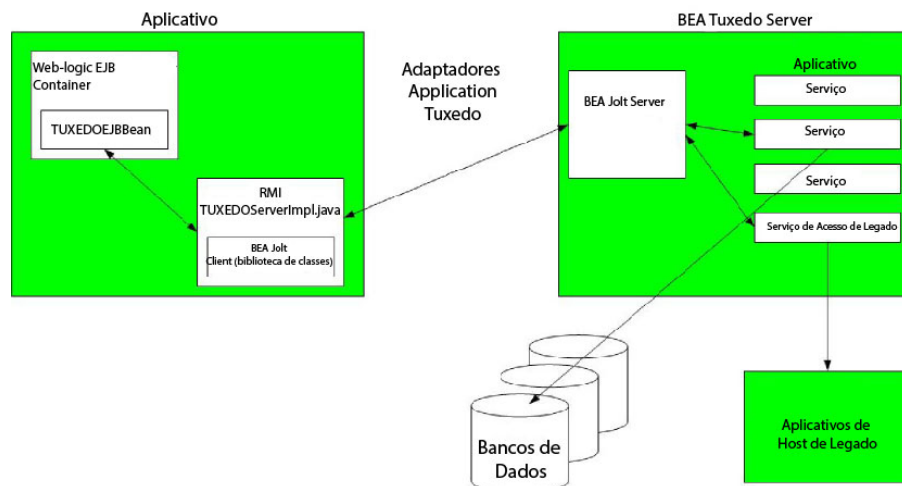 Aplicativo
Web-logic EJB
Container
TUXEDOEJBBean
RMI
TUXEDOServerImpl.java
BEA Jolt
Client (biblioteca de classes)
Adaptadores
Application
Tuxedo
BEA Tuxedo Server
BEA Jolt Server
Aplicativo
Serviço
Serviço
Serviço
Serviço de Acesso de Legado
Bancos de
Dados
Aplicativos de
Host de Legado